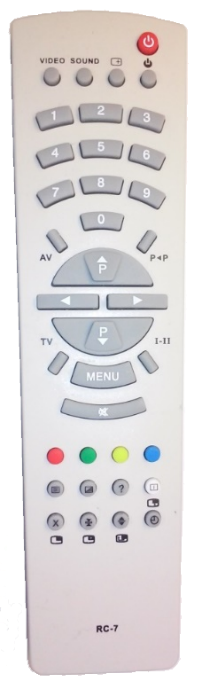 VIDEO SOUND
1 2 3
4 5 6
7 8 9
0
AV P◂P
P
P
TV I-II
MENU
?
X
RC-7